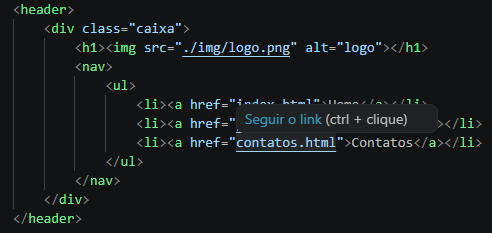 <header>
<div class="caixa">
<h1><img src="./img/logo.png" alt="logo"></h1>
<nav>
<ul>
<li><a href="index.html">Home</a></li>
Seguir o link (ctrl + clique)
<li><a href=" </a></li>
<li><a href="contatos.html">Contatos</a></li>
</ul>
</nav>
</div>
</header>